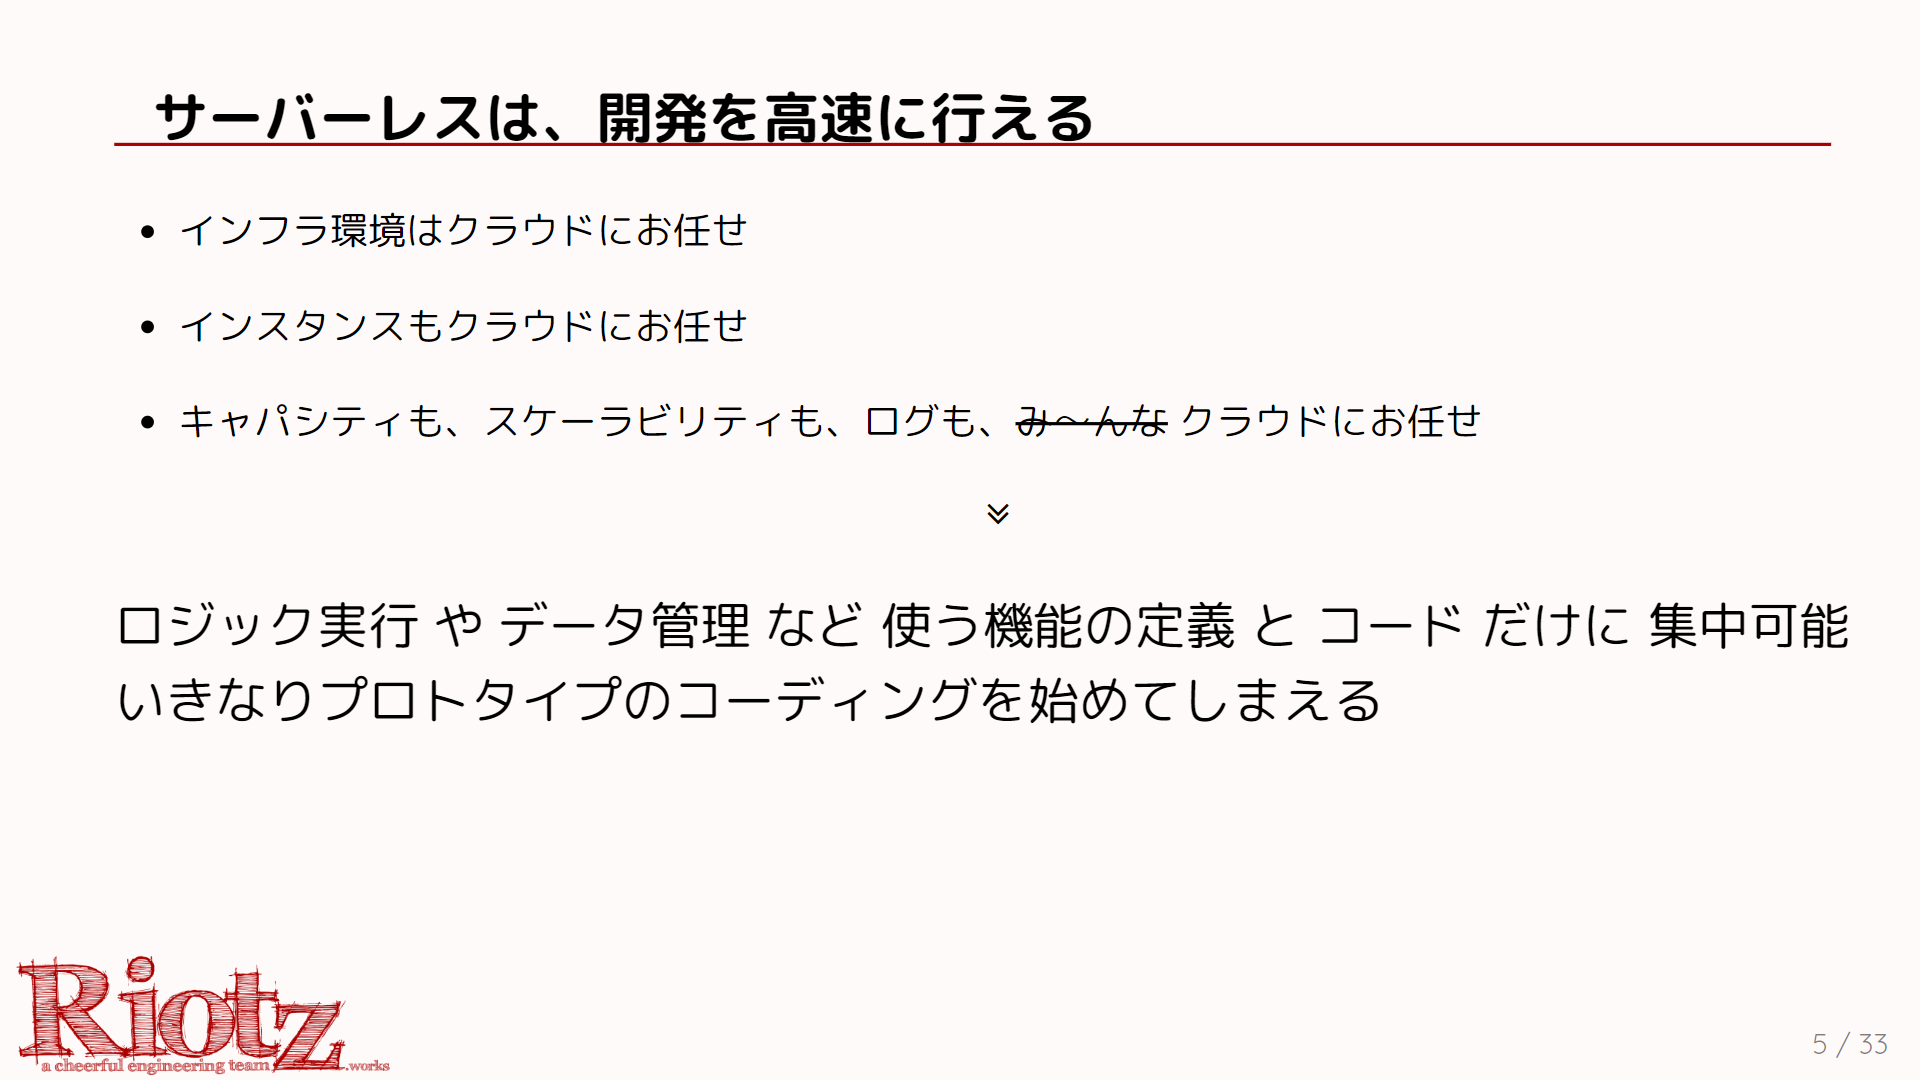 サーバーレスは、開発を高速に行える
• インフラ環境はクラウドにお任せ
• インスタンスもクラウドにお任せ
• キャパシティも、スケーラビリティも、ログも、み〜んな クラウドにお任せ
ロジック実行 や データ管理 など 使う機能の定義 と コード だけに 集中可能
いきなりプロトタイプのコーディングを始めてしまえる
Riotz
a cheerful engineering team .works
5 / 33